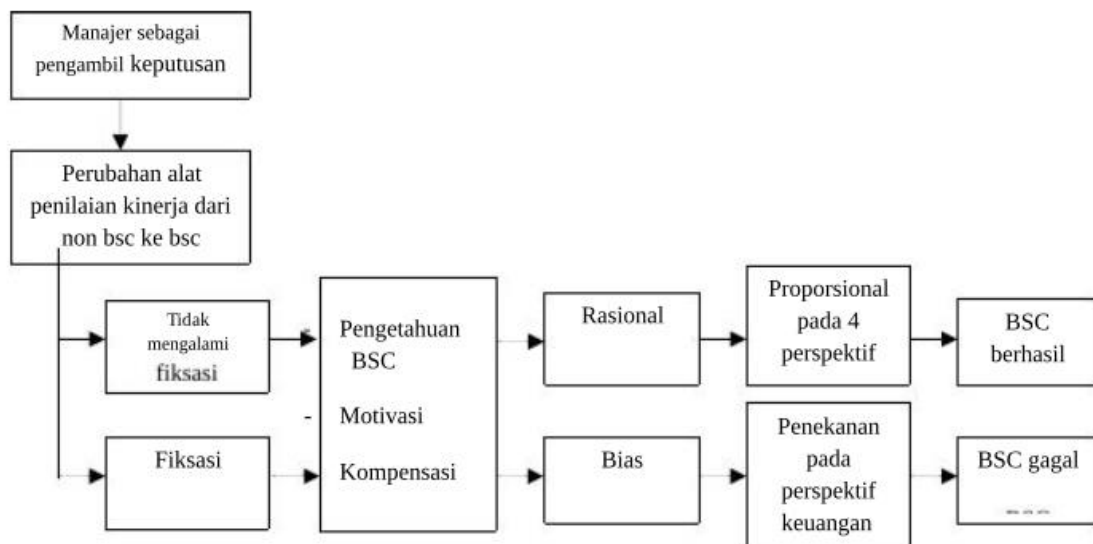 Manajer sebagai
pengambil keputusan
Perubahan alat
penilaian kinerja dari
non bsc ke bsc
Tidak
mengalami
fiksasi
Pengetahuan
BSC
- Motivasi
Kompensasi
Rasional
Proporsional
pada 4
perspektif
BSC
berhasil
Fiksasi
Bias
Penekanan
pada
perspektif
keuangan
BSC gagal